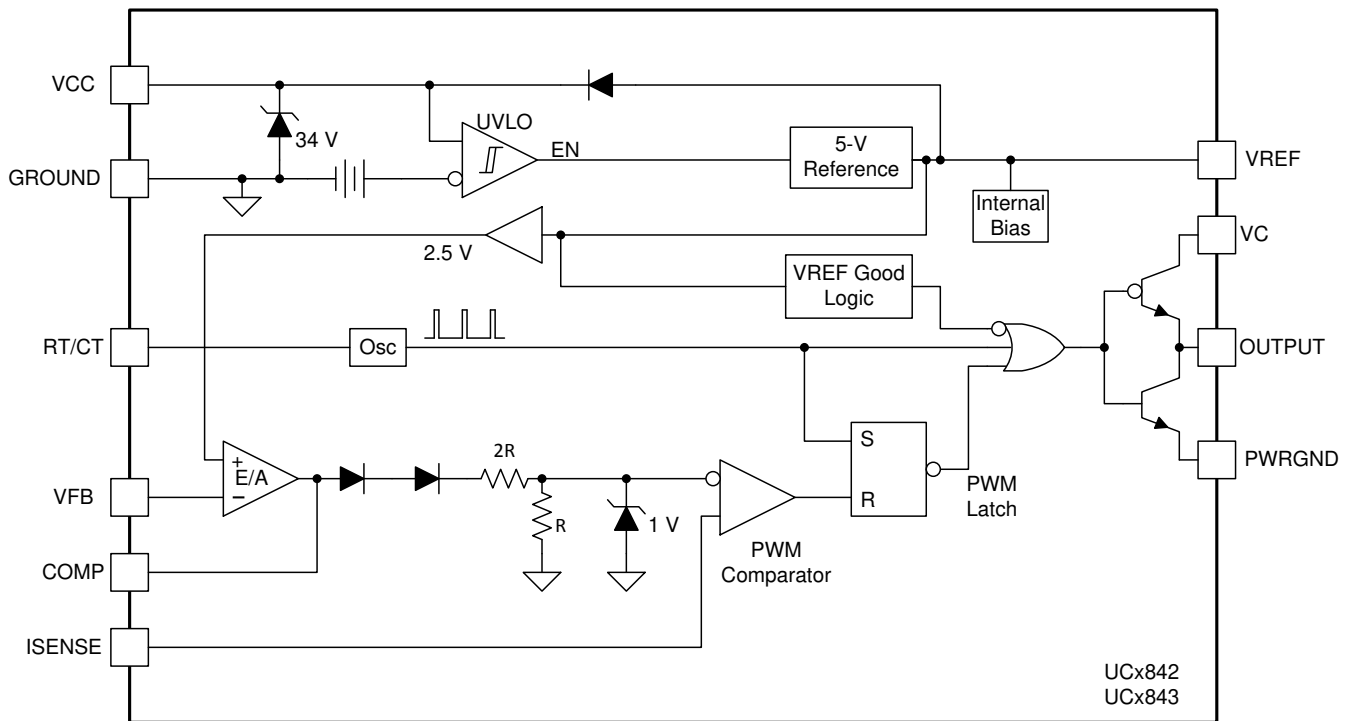 VCC
34 V
UVLO
EN
5-V
Reference
GROUND
VREF
Internal
Bias
2.5 V
VC
VREF Good
Logic
RT/CT
Osc
OUTPUT
S
R
PWM
Latch
PWRGND
+
E/A
−
2R
R
1 V
VFB
PWM
Comparator
COMP
ISENSE
UCx842
UCx843